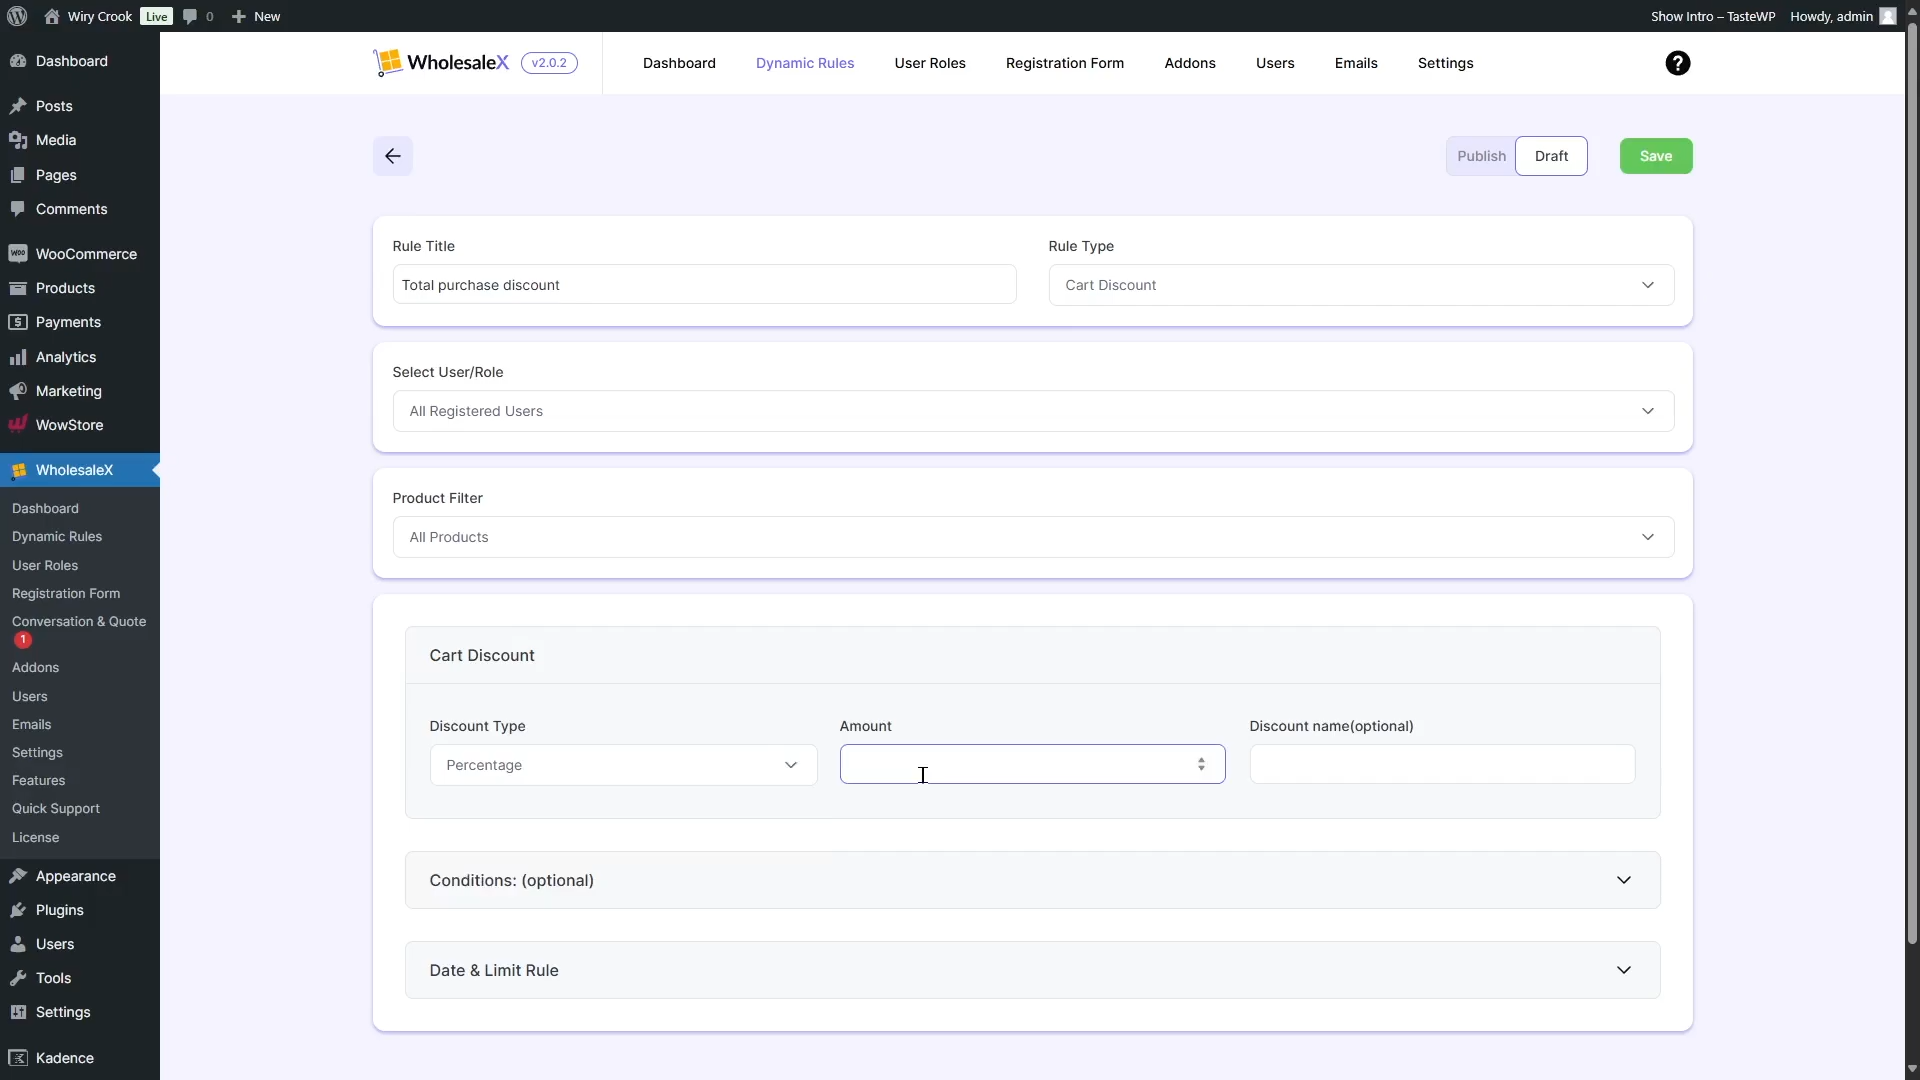 Wiry Crook
Live
0
New
Show Intro – TasteWP
Howdy, admin
Dashboard
Posts
Media
Pages
Comments
WooCommerce
Products
Payments
Analytics
Marketing
WowStore
WholesaleX
Dashboard
Dynamic Rules
User Roles
Registration Form
Conversation & Quote
1
Addons
Users
Emails
Settings
Features
Quick Support
License
Appearance
Plugins
Users
Tools
Settings
Kadence
WholesaleX
v2.0.2
Dashboard
Dynamic Rules
User Roles
Registration Form
Addons
Users
Emails
Settings
?
Publish
Draft
Save
Rule Title
Rule Type
Total purchase discount
Cart Discount
Select User/Role
All Registered Users
Product Filter
All Products
Cart Discount
Discount Type
Amount
Discount name(optional)
Percentage
Conditions: (optional)
Date & Limit Rule